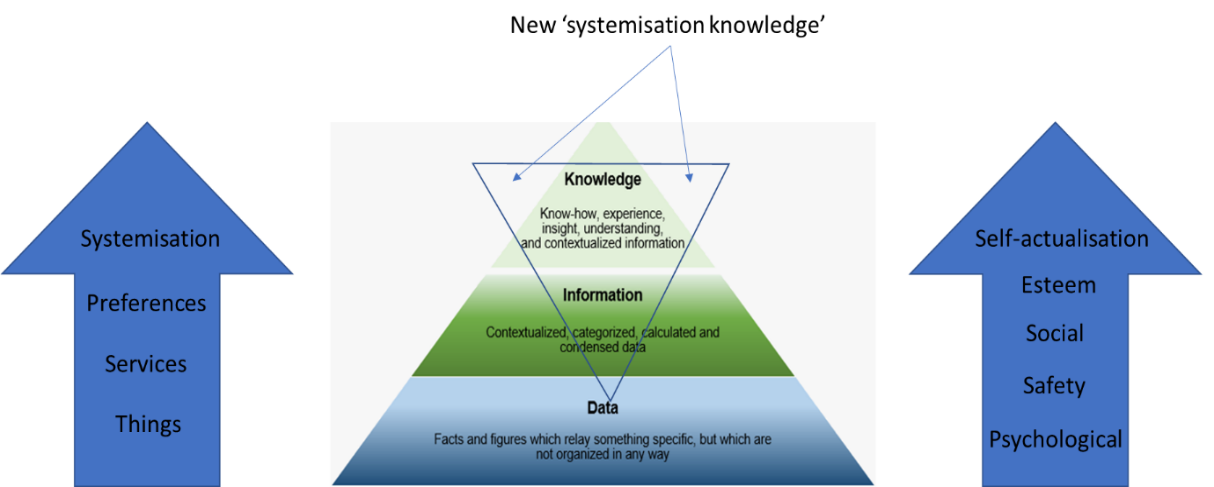 New ‘systemisation knowledge’
Systemisation
Preferences
Services
Things
Knowledge
Know-how, experience,
insight, understanding,
and contextualized information
Information
Contextualized, categorized, calculated and
condensed data
Data
Facts and figures which relay something specific, but which are
not organized in any way
Self-actualisation
Esteem
Social
Safety
Psychological